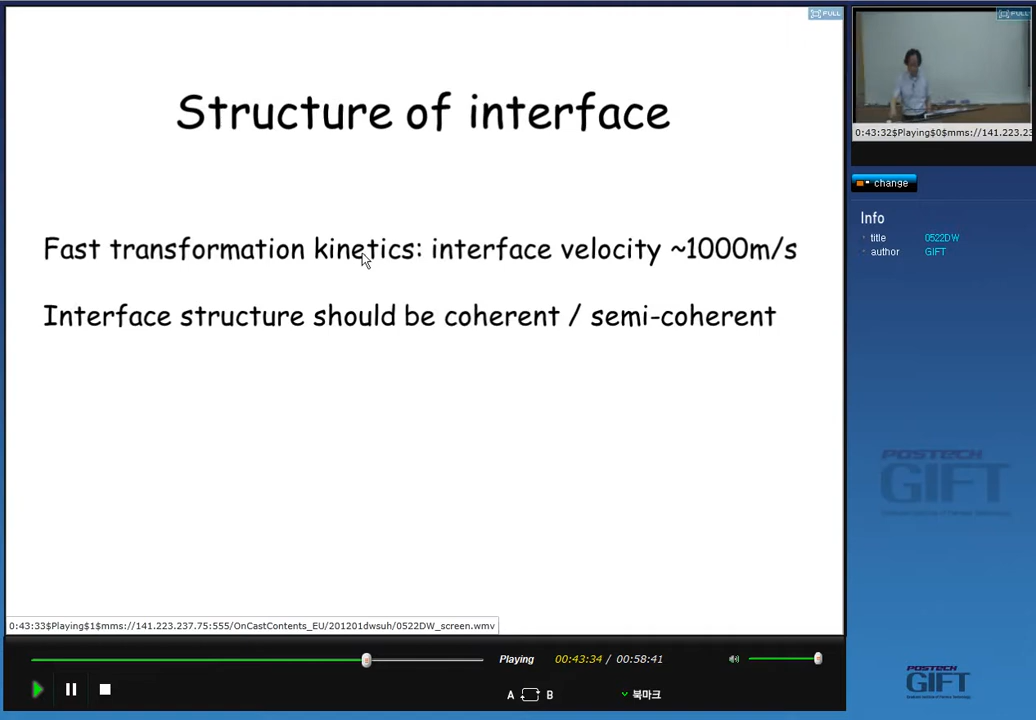 FULL
FULL
Structure of interface
Fast transformation kinetics: interface velocity ~1000m/s
Interface structure should be coherent / semi-coherent
0:43:32$Playing$0$mms://141.223.23
change
Info
title 0522DW
author GIFT
POSTECH
GIFT
0:43:33$Playing$1$mms://141.223.237.75:555/OnCastContents_EU/201201dwsuh/0522DW_screen.wmv
Playing 00:43:34 / 00:58:41
A B 북마크
POSTECH
GIFT